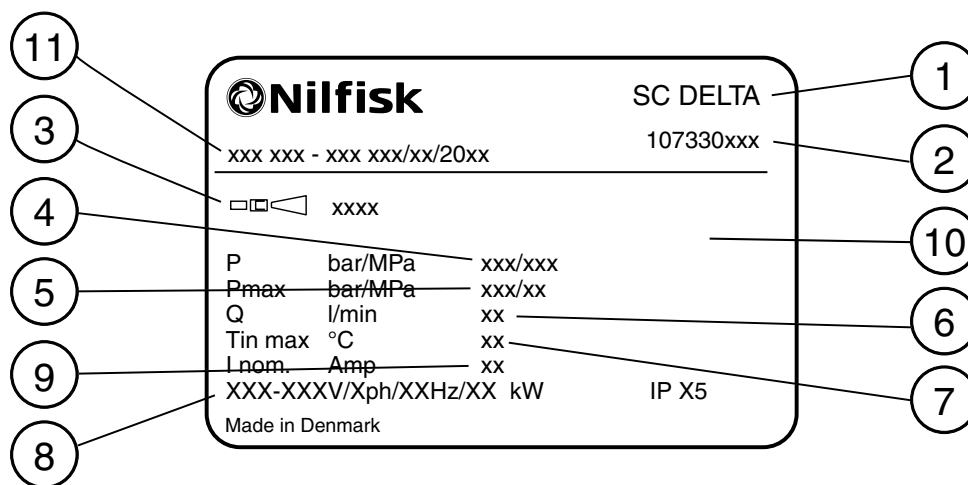 11
3
4
5
9
8
1
2
10
6
7
Nilfisk SC DELTA
107330xxx
xxx xxx - xxx xxx/xx/20xx
xxxx
P bar/MPa xxx/xxx
Pmax bar/MPa xxx/xx
Q l/min xx
Tin max °C xx
I nom. Amp xx
XXX-XXXV/Xph/XXHz/XX kW IP X5
Made in Denmark